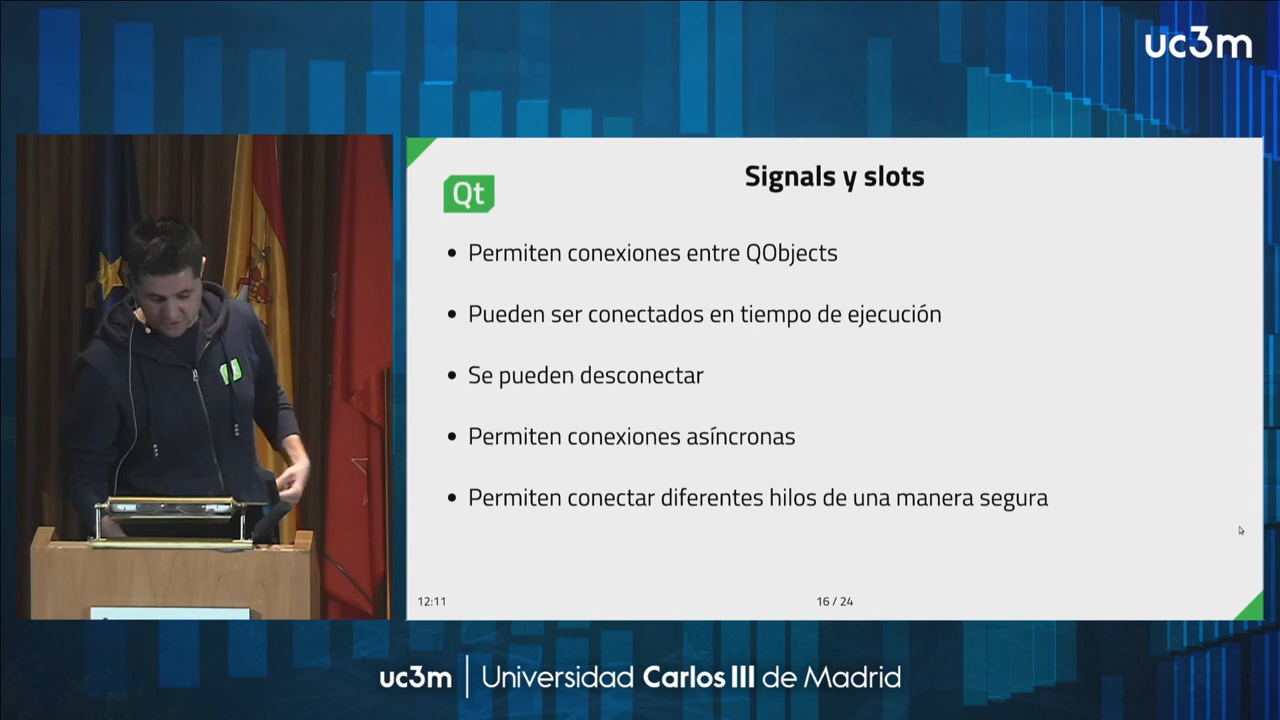 uc3m
Qt
Signals y slots
• Permiten conexiones entre QObjects
• Pueden ser conectados en tiempo de ejecución
• Se pueden desconectar
• Permiten conexiones asíncronas
• Permiten conectar diferentes hilos de una manera segura
12:11
16 / 24
uc3m | Universidad Carlos III de Madrid